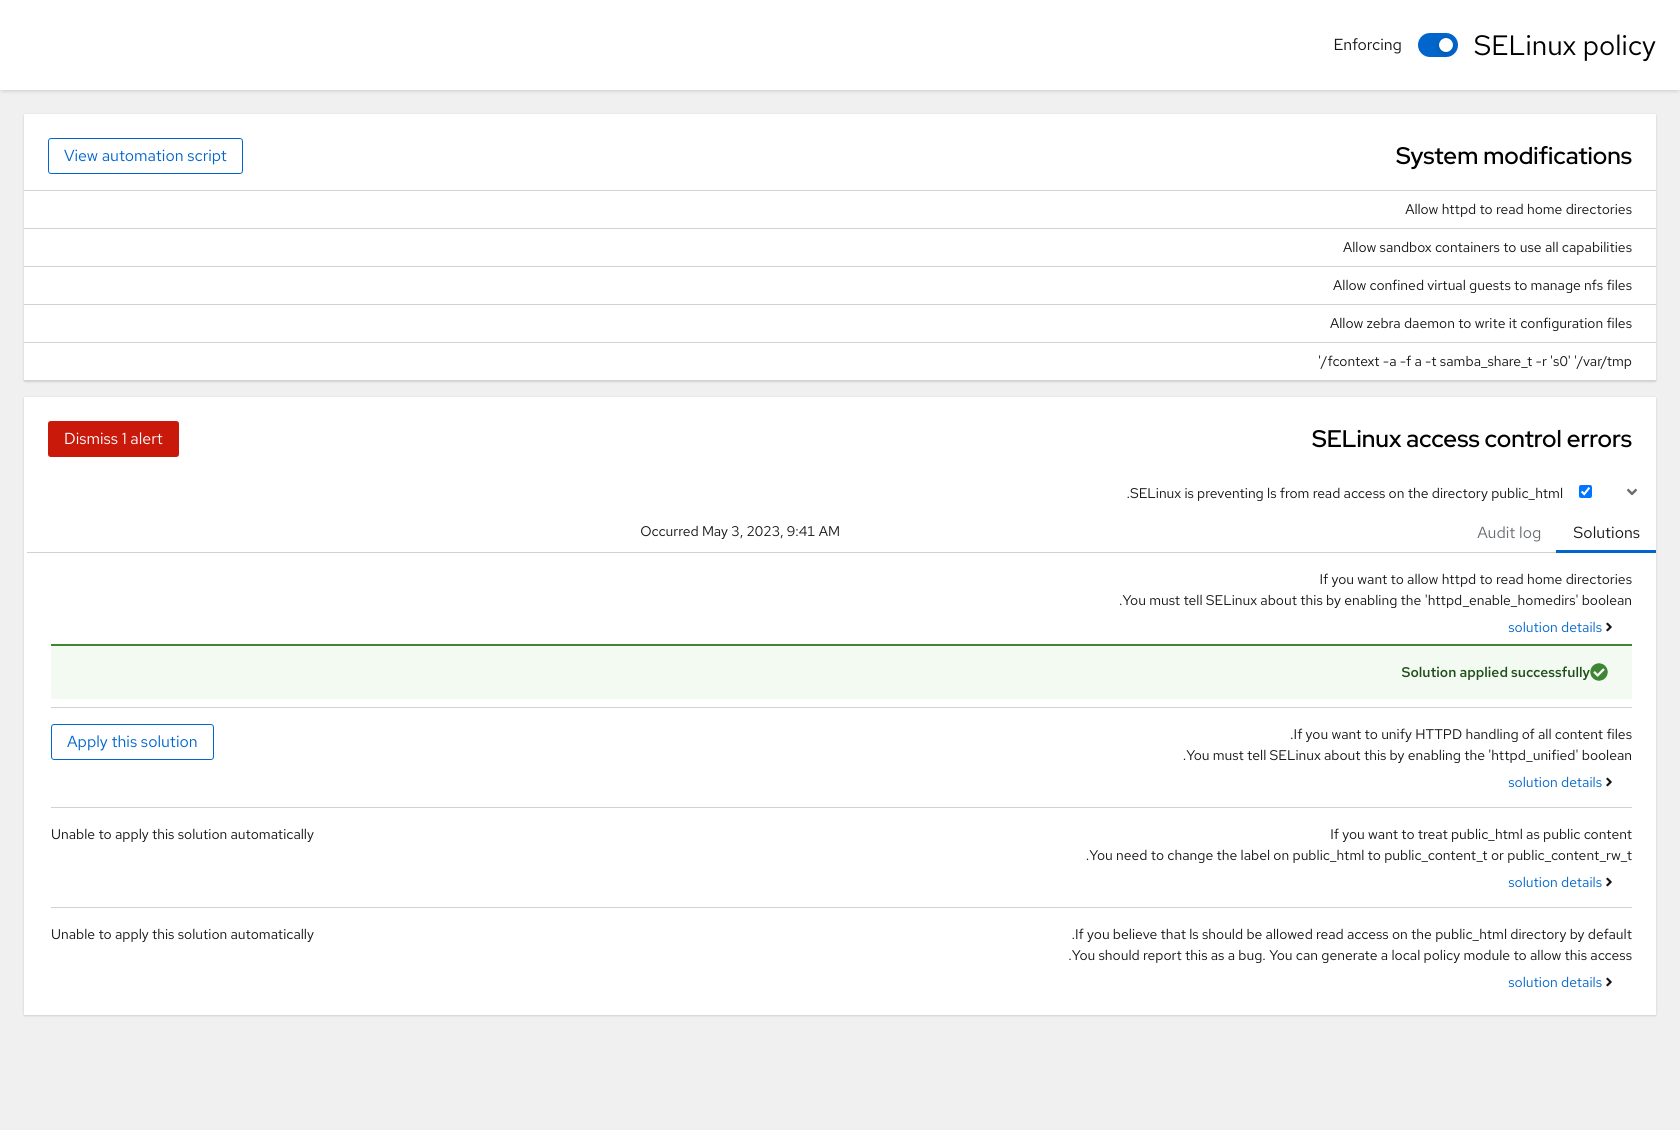 SELinux policy
Enforcing
System modifications
View automation script
Allow httpd to read home directories
Allow sandbox containers to use all capabilities
Allow confined virtual guests to manage nfs files
Allow zebra daemon to write it configuration files
'/fcontext -a -f a -t samba_share_t -r 's0' '/var/tmp
SELinux access control errors
Dismiss 1 alert
.SELinux is preventing ls from read access on the directory public_html
Solutions
Audit log
Occurred May 3, 2023, 9:41 AM
If you want to allow httpd to read home directories
.You must tell SELinux about this by enabling the 'httpd_enable_homedirs' boolean
solution details
Solution applied successfully
.If you want to unify HTTPD handling of all content files
.You must tell SELinux about this by enabling the 'httpd_unified' boolean
solution details
Apply this solution
If you want to treat public_html as public content
.You need to change the label on public_html to public_content_t or public_content_rw_t
solution details
Unable to apply this solution automatically
.If you believe that ls should be allowed read access on the public_html directory by default
.You should report this as a bug. You can generate a local policy module to allow this access
solution details
Unable to apply this solution automatically